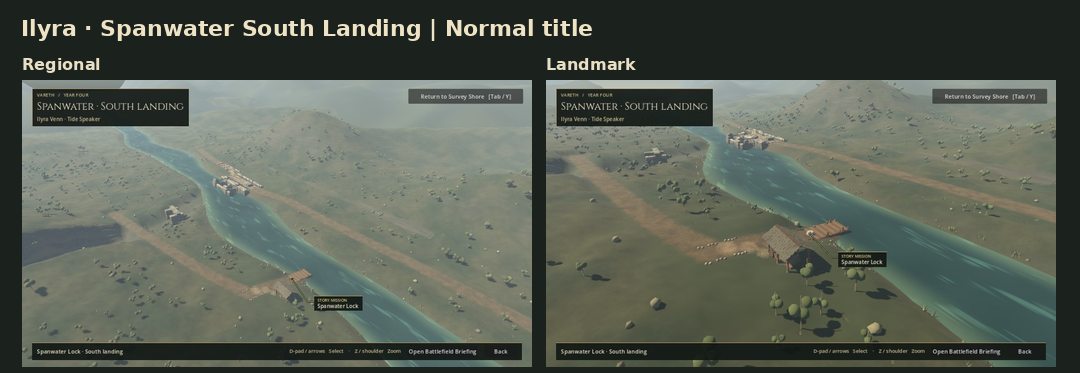 Ilyra · Spanwater South Landing | Normal title
Regional
VARETH / YEAR FOUR
SPANWATER · SOUTH LANDING
Ilyra Venn · Tide Speaker
Return to Survey Shore [Tab / Y]
STORY MISSION
Spanwater Lock
Spanwater Lock · South landing
D-pad / arrows Select · Z / shoulder Zoom
Open Battlefield Briefing
Back
Landmark
VARETH / YEAR FOUR
SPANWATER · SOUTH LANDING
Ilyra Venn · Tide Speaker
Return to Survey Shore [Tab / Y]
STORY MISSION
Spanwater Lock
Spanwater Lock · South landing
D-pad / arrows Select · Z / shoulder Zoom
Open Battlefield Briefing
Back